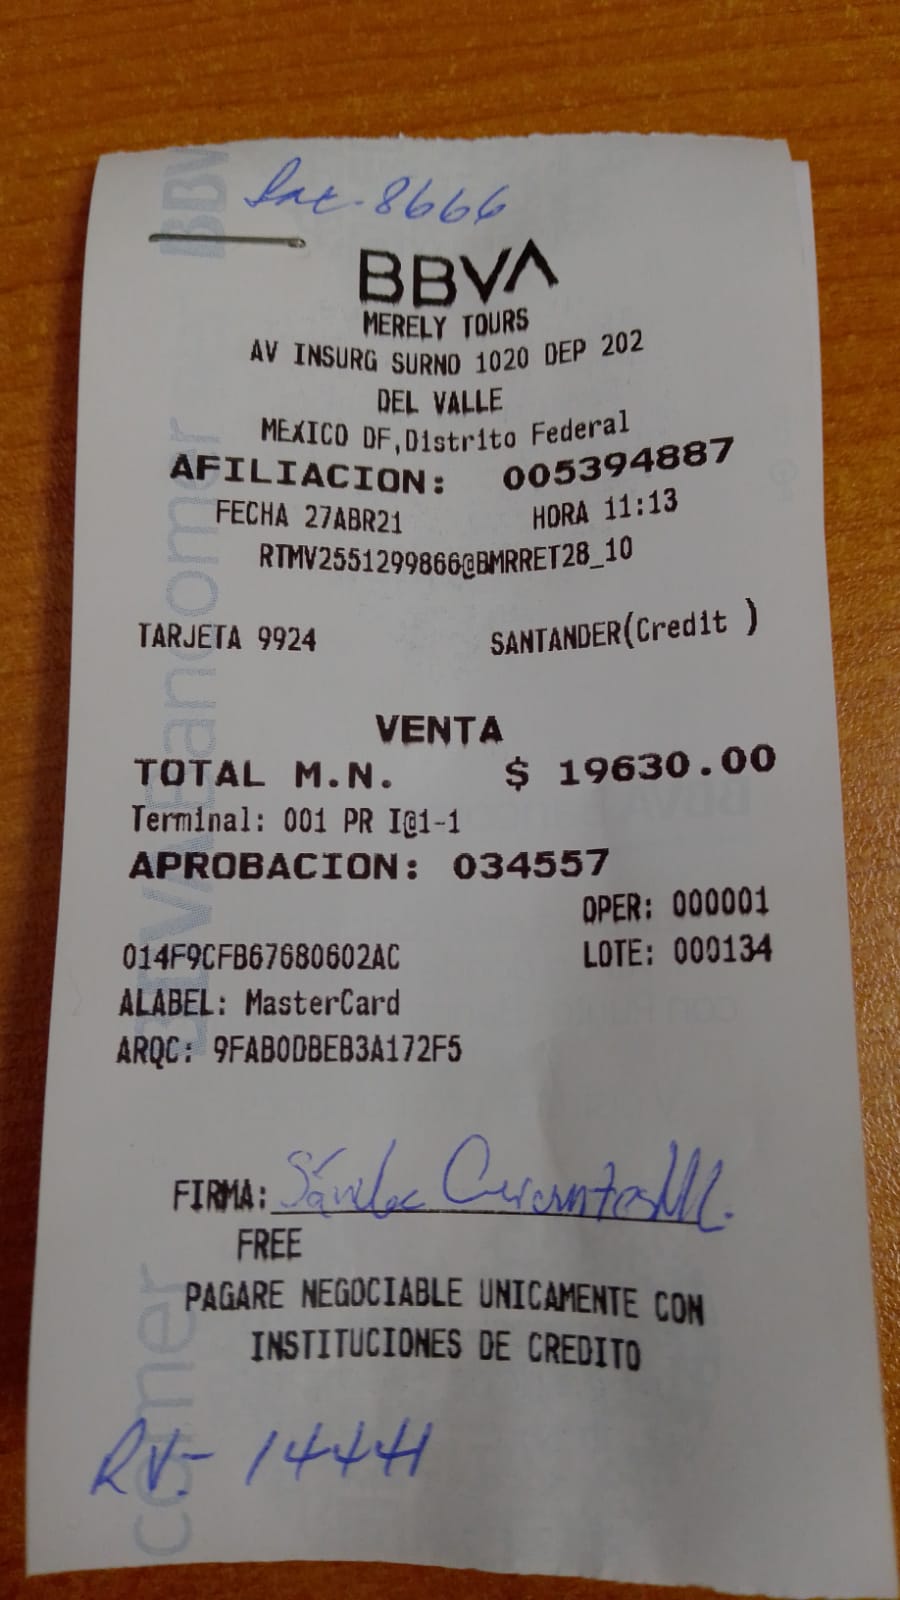 8666
BBVA
MERELY TOURS
AV INSURG SURNO 1020 DEP 202
DEL VALLE
MEXICO DF,Distrito Federal
AFILIACION: 005394887
FECHA 27ABR21 HORA 11:13
RTMV2551299866@BMRRET28_10
TARJETA 9924 SANTANDER(Credit )
VENTA
TOTAL M.N. $ 19630.00
Terminal: 001 PR I@1-1
APROBACION: 034557
OPER: 000001
014F9CFB67680602AC LOTE: 000134
ALABEL: MasterCard
ARQC: 9FAB0DBEB3A172F5
FIRMA:
FREE
PAGARE NEGOCIABLE UNICAMENTE CON
INSTITUCIONES DE CREDITO
RV- 14441